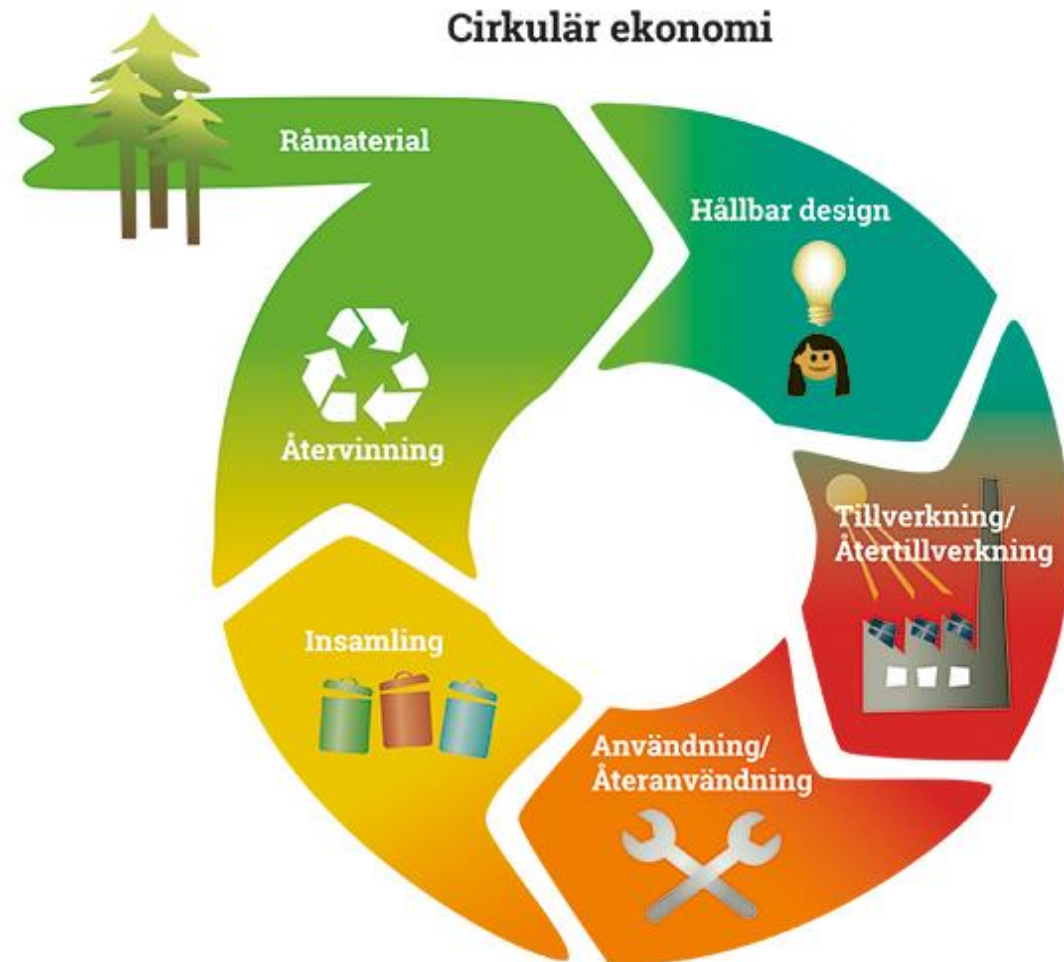 Cirkulär ekonomi
Råmaterial
Hållbar design
Tillverkning/
Återtillverkning
Användning/
Återanvändning
Insamling
Återvinning